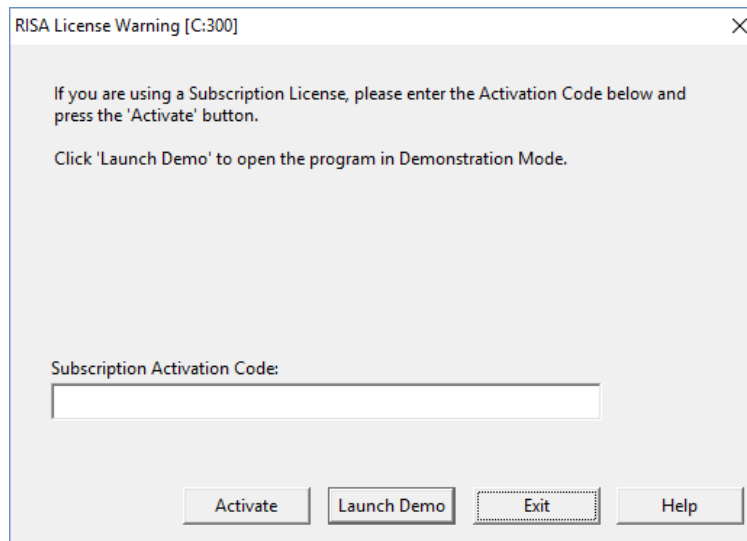 RISA License Warning [C:300]
If you are using a Subscription License, please enter the Activation Code below and
press the 'Activate' button.
Click 'Launch Demo' to open the program in Demonstration Mode.
Subscription Activation Code:
Activate Launch Demo Exit Help